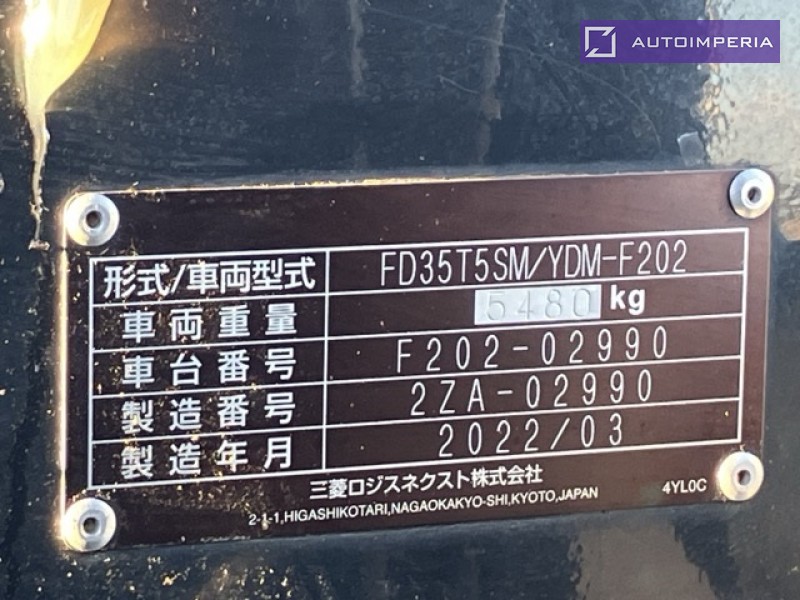 AUTOIMPERIA
形式/車両型式 FD35T5SM/YDM-F202
車両重量 5480 kg
車台番号 F202-02990
製造番号 2ZA-02990
製造年月 2022/03
三菱ロジスネクスト株式会社
2-1-1,HIGASHIKOTARI,NAGAOKAKYO-SHI,KYOTO,JAPAN 4YL0C